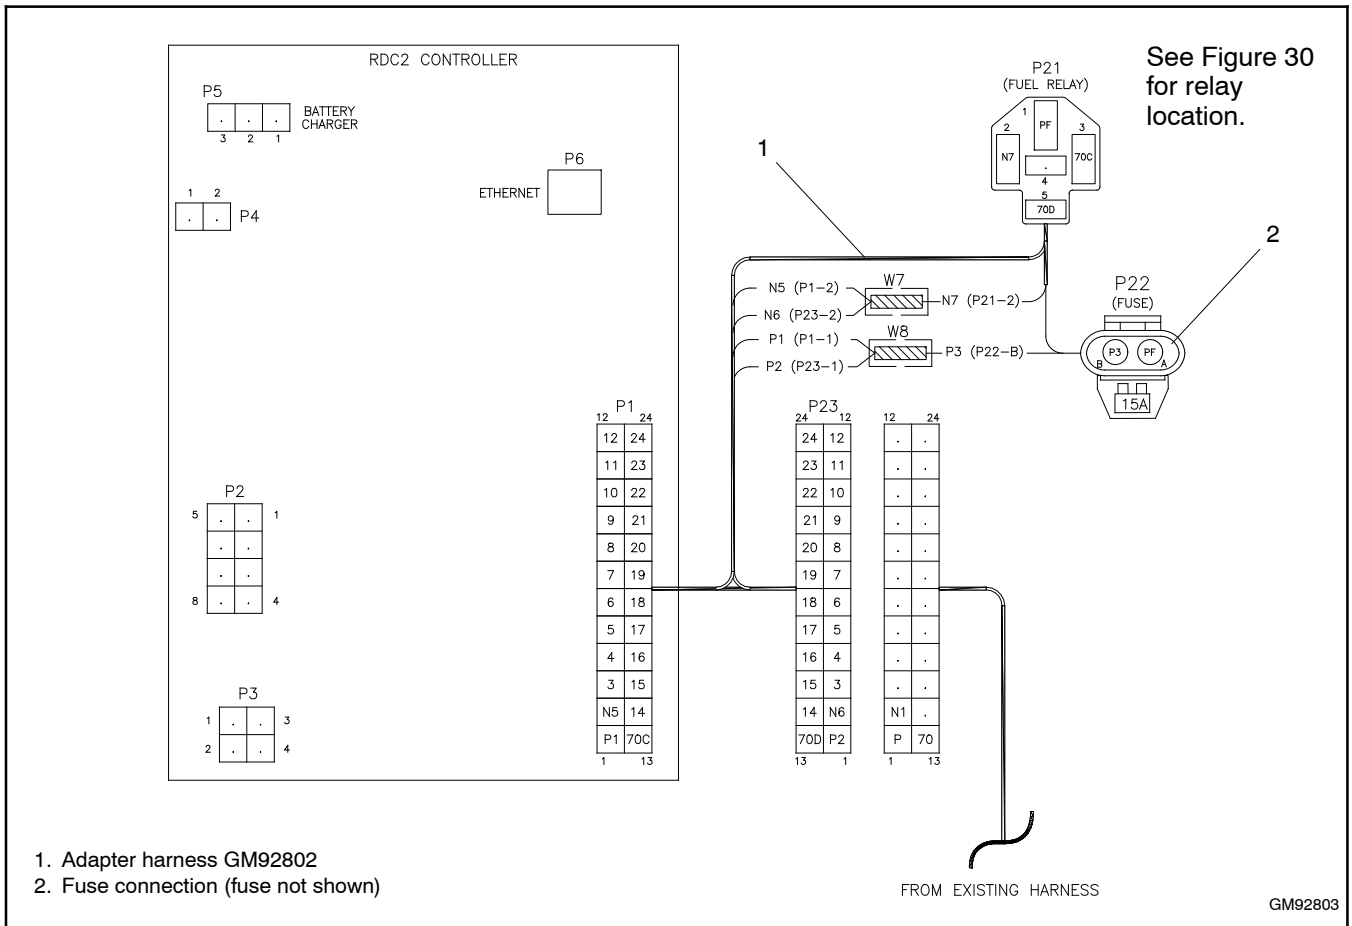 RDC2 CONTROLLER
P5
. . .
BATTERY
CHARGER
3 2 1
P6
ETHERNET
1 2
. . P4
P21
(FUEL RELAY)
1 PF
2 3
N7 . 70C
4
5
70D
See Figure 30
for relay
location.
1
2
W7
N5 (P1-2)
N7 (P21-2)
N6 (P23-2)
W8
P1 (P1-1)
P3 (P22-B)
P2 (P23-1)
P22
(FUSE)
P3 PF
B A
15A
P2
5 . . 1
. .
. .
8 . . 4
P3
1 . . 3
2 . . 4
P1
12 24
12 24
11 23
10 22
9 21
8 20
7 19
6 18
5 17
4 16
3 15
N5 14
P1 70C
1 13
P23
24 12
24 12
23 11
22 10
21 9
20 8
19 7
18 6
17 5
16 4
15 3
14 N6
70D P2
13 1
12 24
. .
. .
. .
. .
. .
. .
. .
. .
. .
. .
N1 .
P 70
1 13
FROM EXISTING HARNESS
1. Adapter harness GM92802
2. Fuse connection (fuse not shown)
GM92803